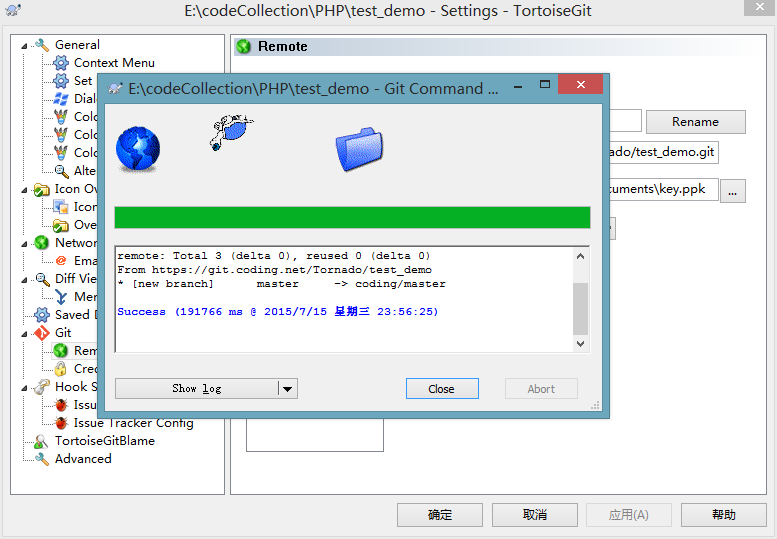 E:\codeCollection\PHP\test_demo - Settings - TortoiseGit
General
Context Menu
Set
Dial
Colo
Colo
Colo
Alte
Icon Ov
Icon
Over
Network
Ema
Diff View
Mer
Saved D
Git
Rem
Cred
Hook S
Issu
Issue Tracker Config
TortoiseGitBlame
Advanced
Remote
Rename
nado/test_demo.git
cuments\key.ppk
...
E:\codeCollection\PHP\test_demo - Git Command ...
remote: Total 3 (delta 0), reused 0 (delta 0)
From https://git.coding.net/Tornado/test_demo
* [new branch] master -> coding/master
Success (191766 ms @ 2015/7/15 星期三 23:56:25)
Show log
Close
Abort
确定
取消
应用(A)
帮助